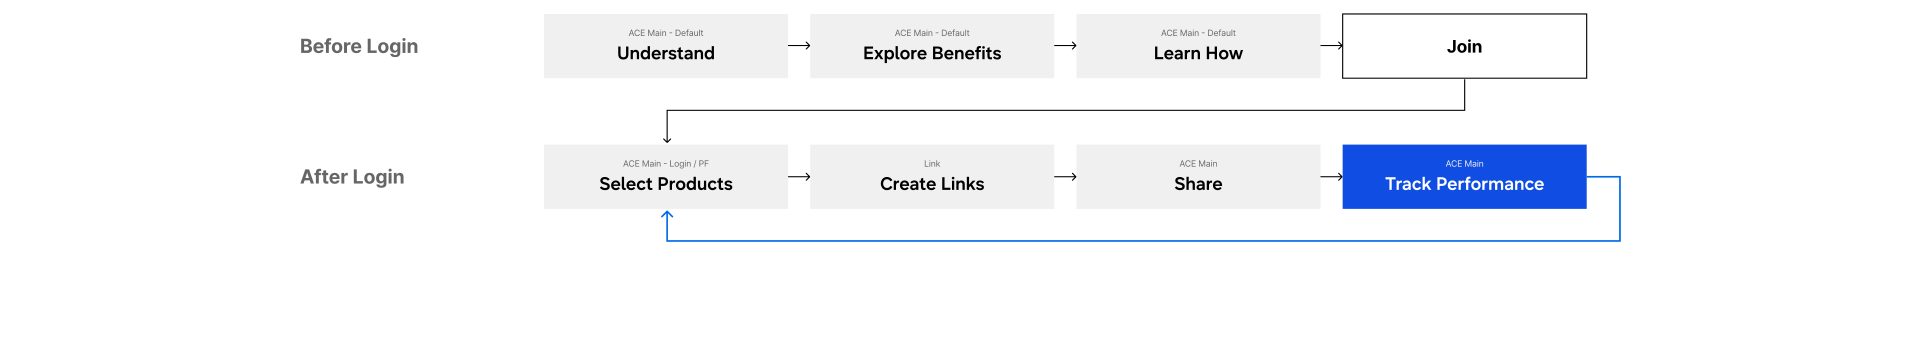 Before Login
ACE Main - Default
Understand
ACE Main - Default
Explore Benefits
ACE Main - Default
Learn How
Join
After Login
ACE Main - Login / PF
Select Products
Link
Create Links
ACE Main
Share
ACE Main
Track Performance